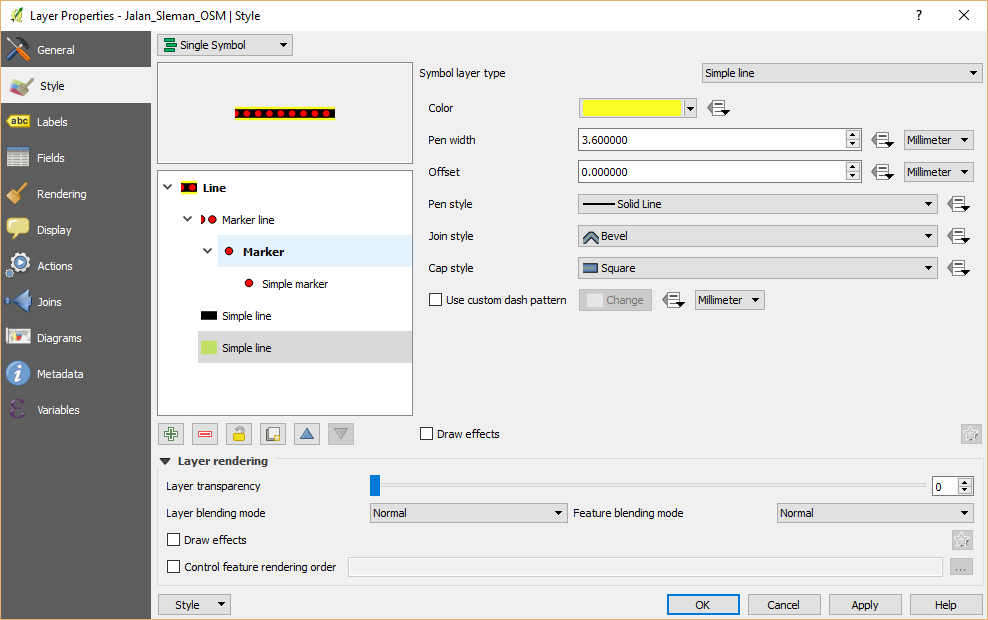 Layer Properties - Jalan_Sleman_OSM | Style
?
General
Style
abc Labels
Fields
Rendering
Display
Actions
Joins
Diagrams
Metadata
Variables
Single Symbol
Line
Marker line
Marker
Simple marker
Simple line
Simple line
Symbol layer type Simple line
Color
Pen width 3.600000 Millimeter
Offset 0.000000 Millimeter
Pen style Solid Line
Join style Bevel
Cap style Square
Use custom dash pattern Change Millimeter
Draw effects
Layer rendering
Layer transparency 0
Layer blending mode Normal Feature blending mode Normal
Draw effects
Control feature rendering order ...
Style OK Cancel Apply Help